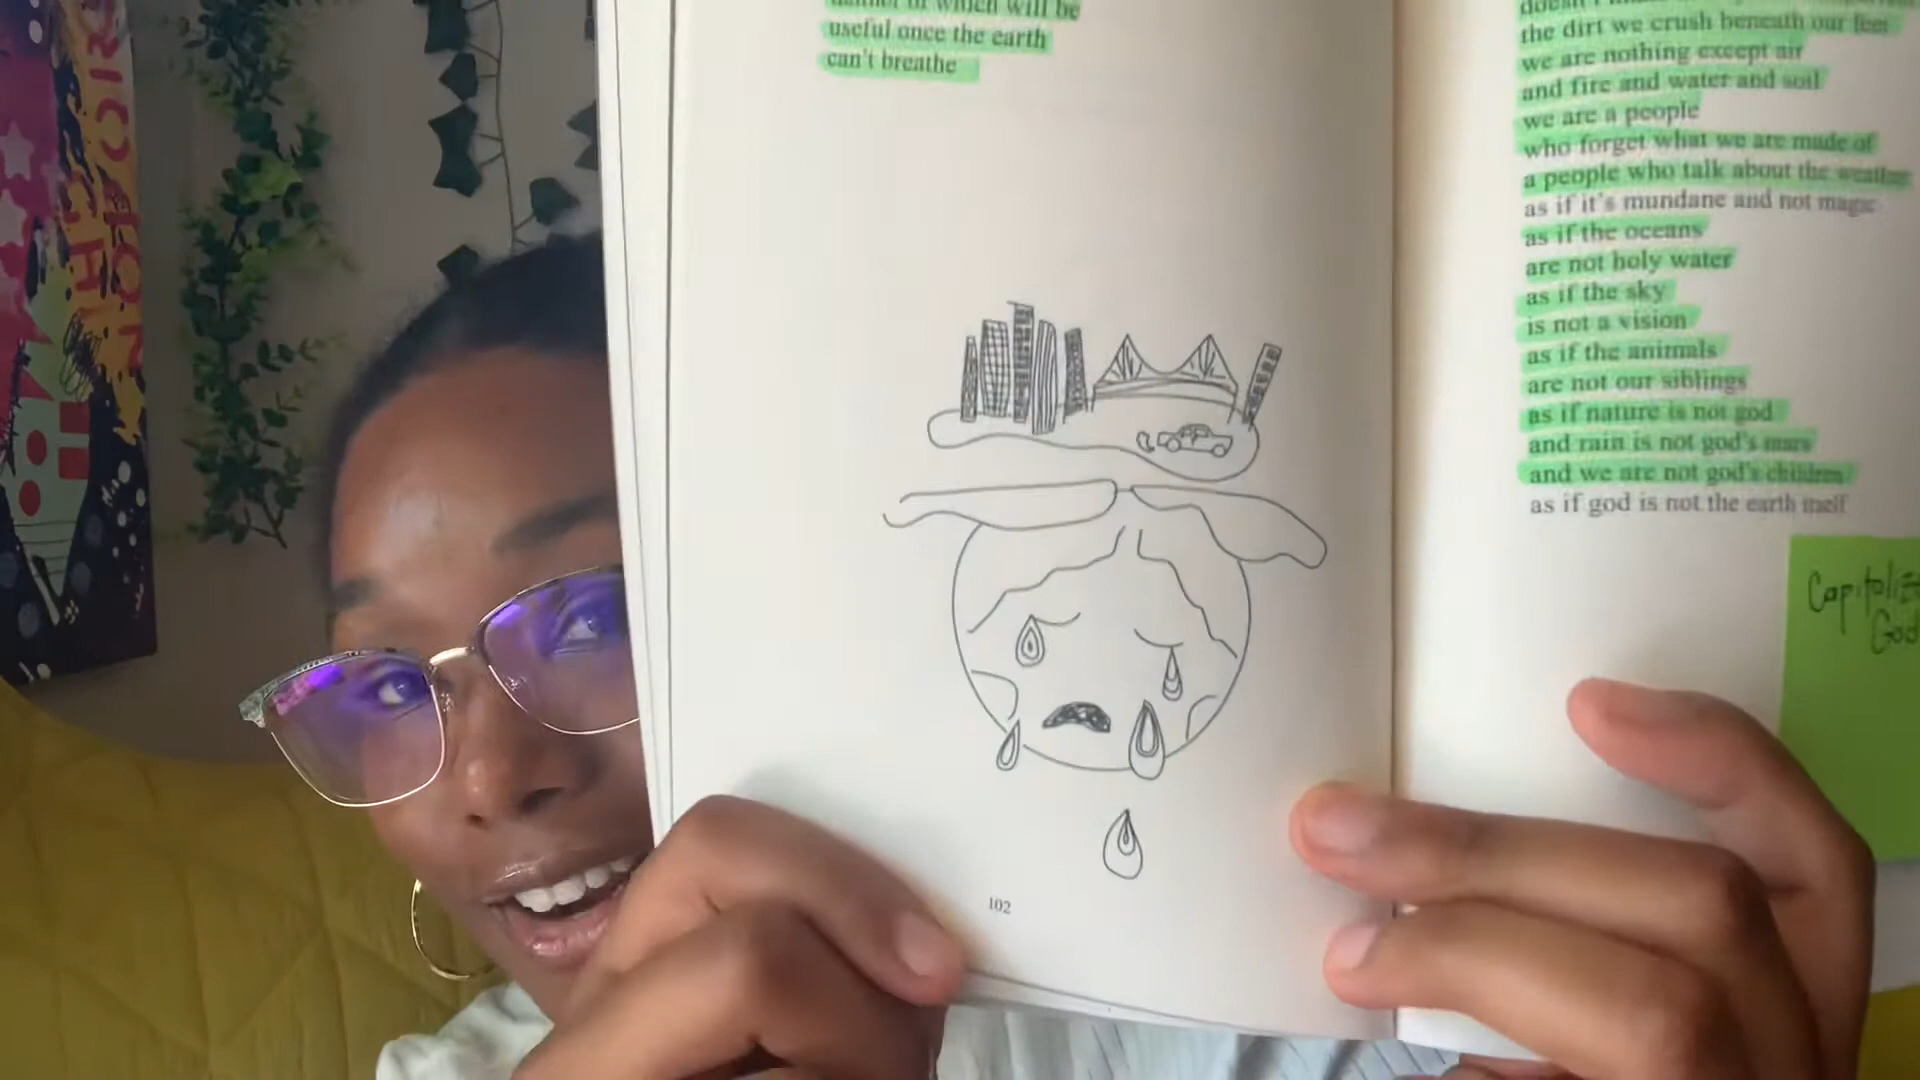 useful once the earth
can't breathe
102
the dirt we crush beneath our feet
we are nothing except air
and fire and water and soil
we are a people
who forget what we are made of
a people who talk about the weather
as if it's mundane and not magic
as if the oceans
are not holy water
as if the sky
is not a vision
as if the animals
are not our siblings
as if nature is not god
and rain is not god's tears
and we are not god's children
as if god is not the earth itself
God